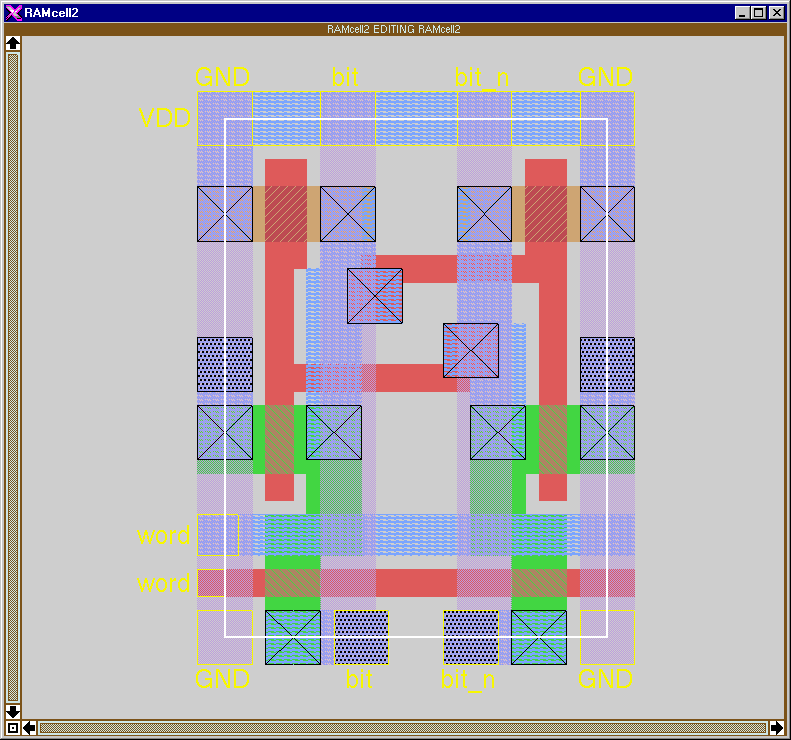 RAMcell2
RAMcell2 EDITING RAMcell2
GND bit bit_n GND
VDD
word
word
GND bit bit_n GND